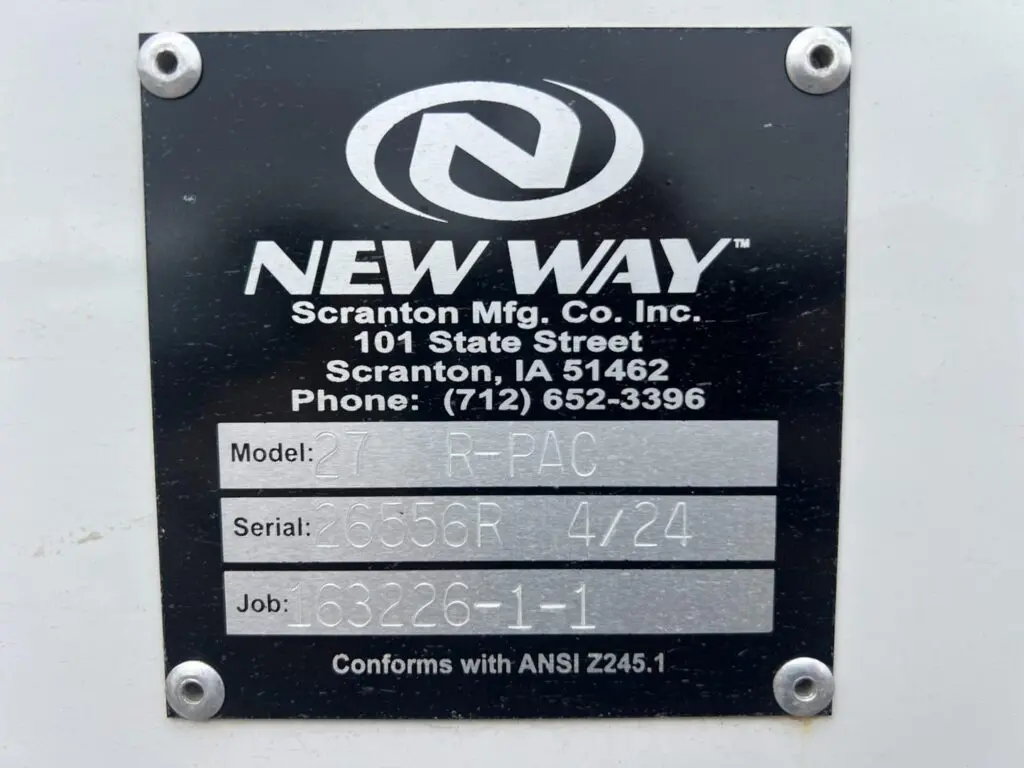 N
NEW WAY™
Scranton Mfg. Co. Inc.
101 State Street
Scranton, IA 51462
Phone: (712) 652-3396
Model: 27 R-PAC
Serial: 26556R 4/24
Job: 163226-1-1
Conforms with ANSI Z245.1